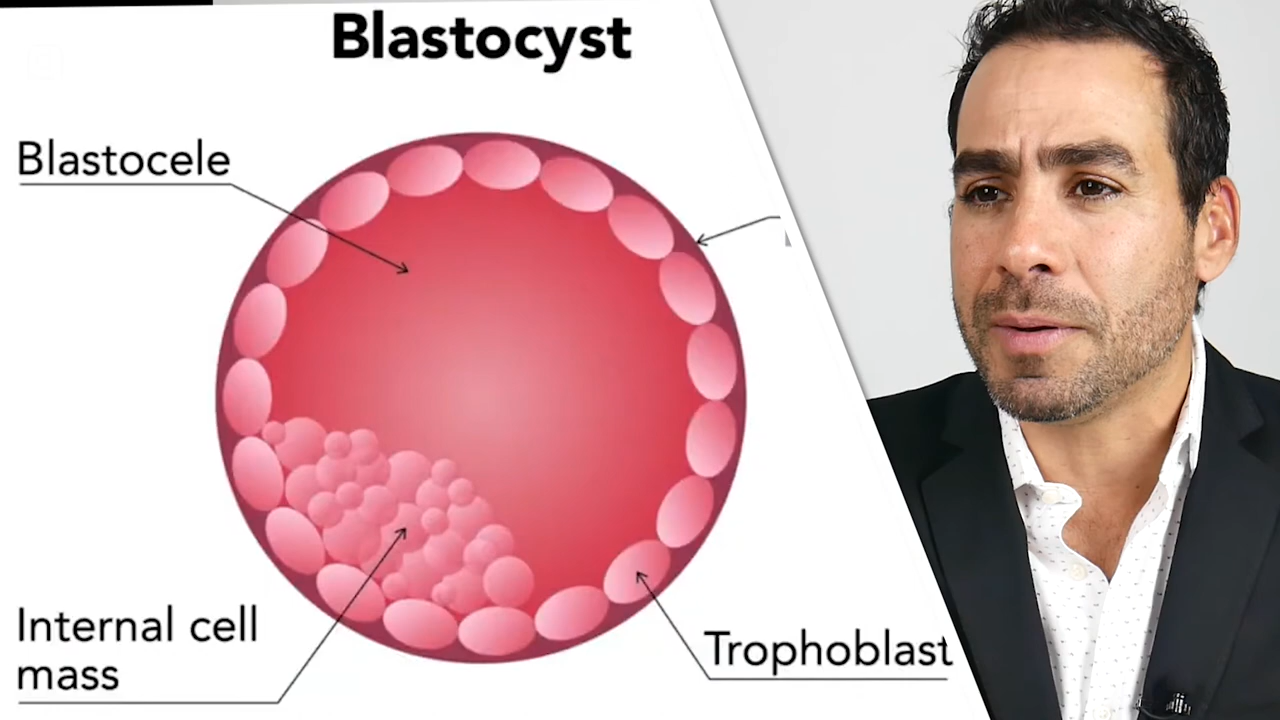 Blastocyst
Blastocele
Internal cell
mass
Trophoblast